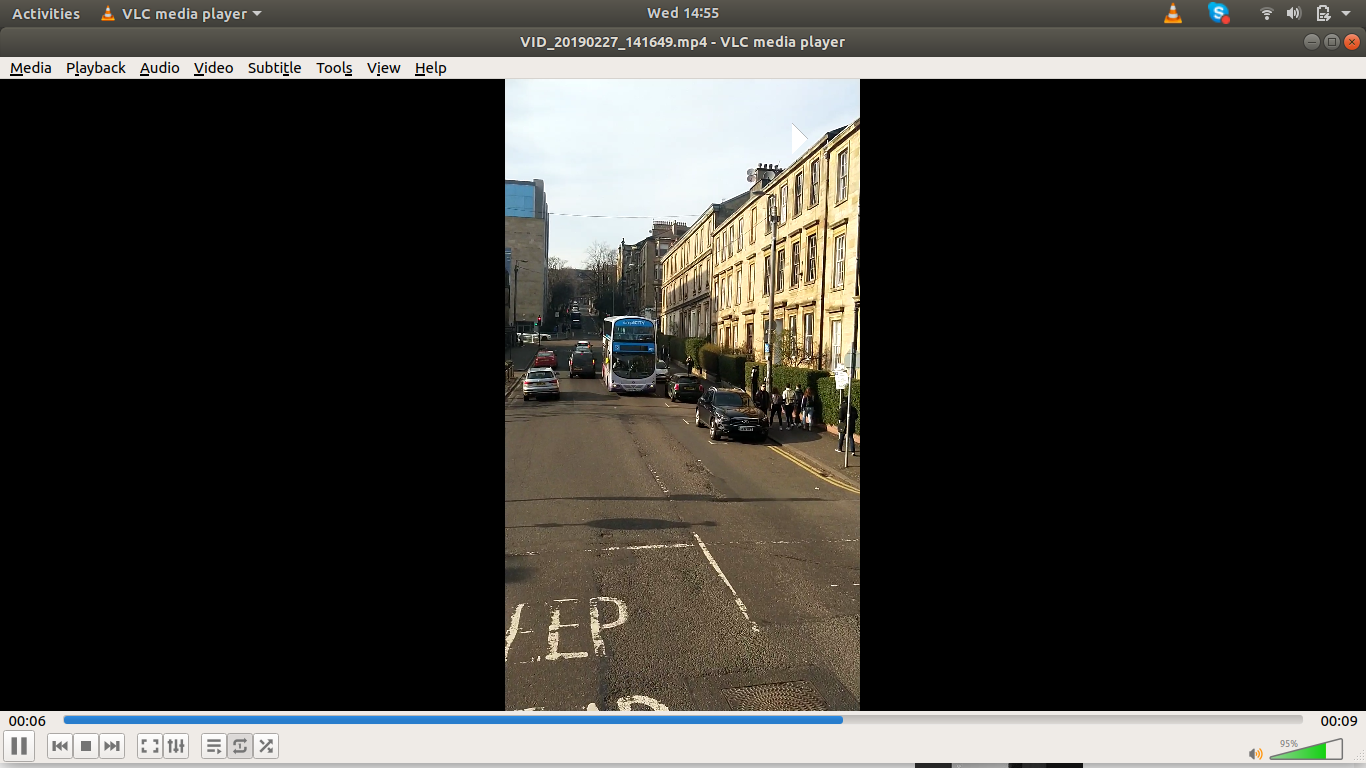 Activities VLC media player Wed 14:55
VID_20190227_141649.mp4 - VLC media player
Media Playback Audio Video Subtitle Tools View Help
EP
00:06 00:09
95%